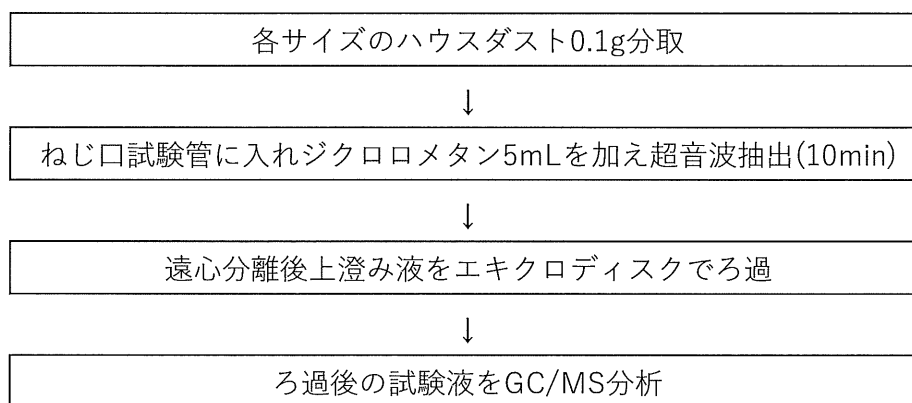 各サイズのハウスダスト0.1g分取
↓
ねじ口試験管に入れジクロロメタン5mLを加え超音波抽出(10min)
↓
遠心分離後上澄み液をエキクロディスクでろ過
↓
ろ過後の試験液をGC/MS分析